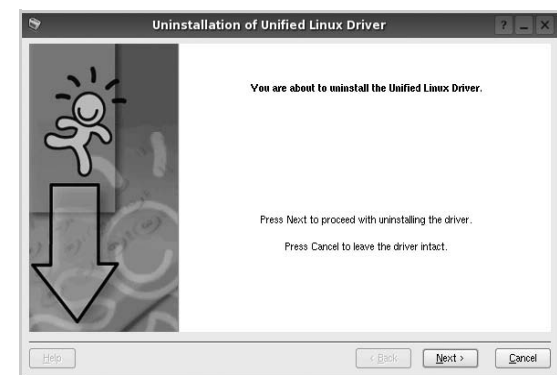 Uninstallation of Unified Linux Driver
? _ X
You are about to uninstall the Unified Linux Driver.
Press Next to proceed with uninstalling the driver.
Press Cancel to leave the driver intact.
Help
< Back
Next >
Cancel